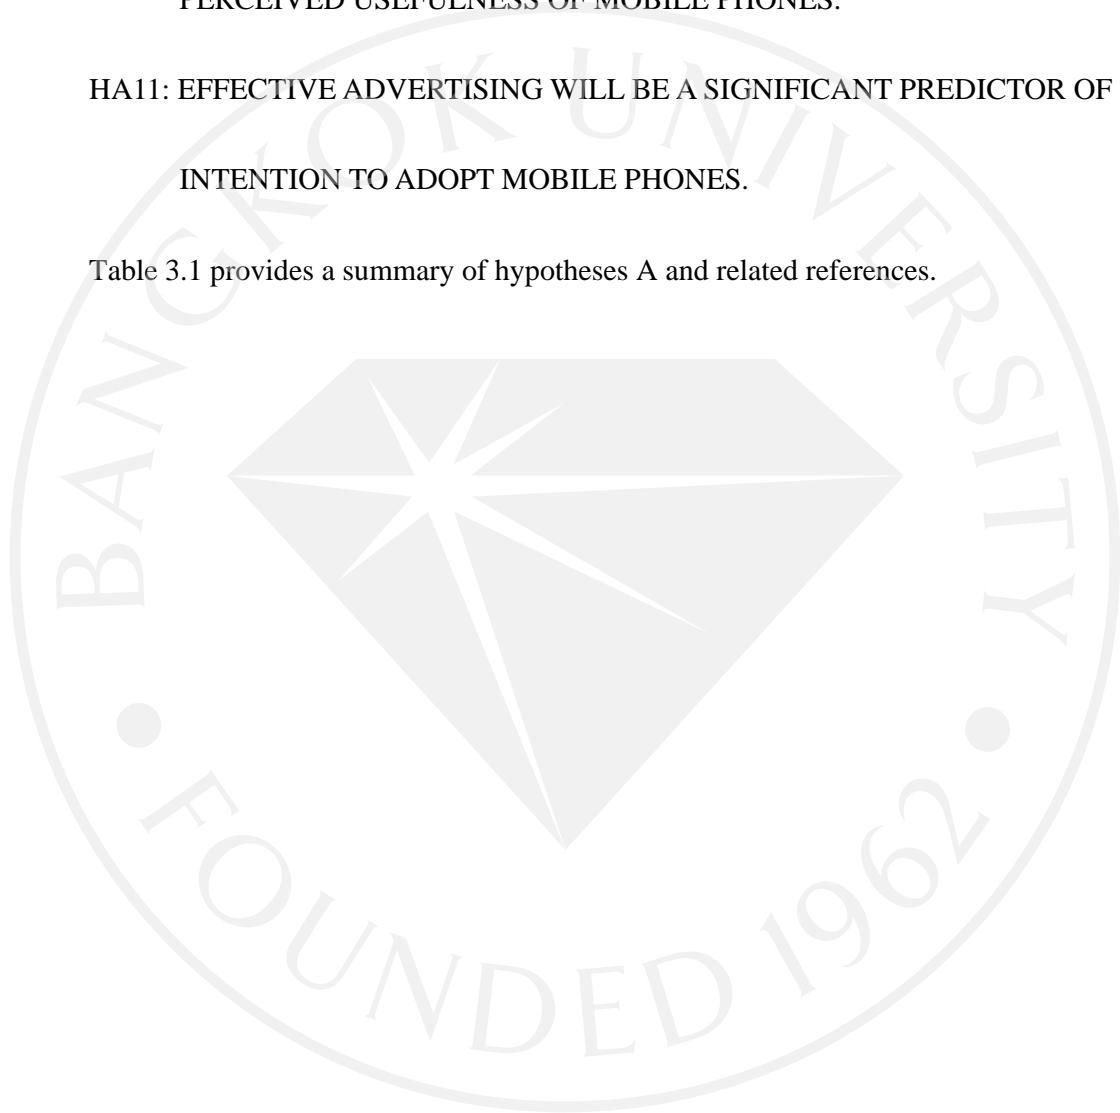 PERCEIVED USEFULNESS OF MOBILE PHONES.
HA11: EFFECTIVE ADVERTISING WILL BE A SIGNIFICANT PREDICTOR OF
INTENTION TO ADOPT MOBILE PHONES.
Table 3.1 provides a summary of hypotheses A and related references.
BANGKOK UNIVERSITY
FOUNDED 1962